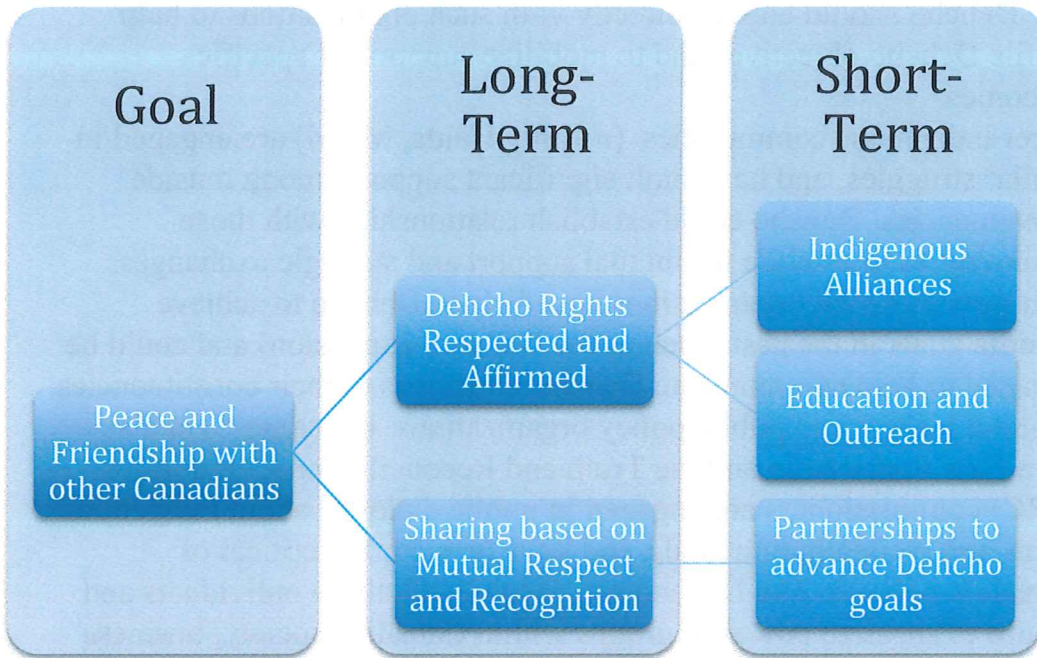 Goal
Peace and
Friendship with
other Canadians
Long-
Term
Dehcho Rights
Respected and
Affirmed
Sharing based on
Mutual Respect
and Recognition
Short-
Term
Indigenous
Alliances
Education and
Outreach
Partnerships to
advance Dehcho
goals